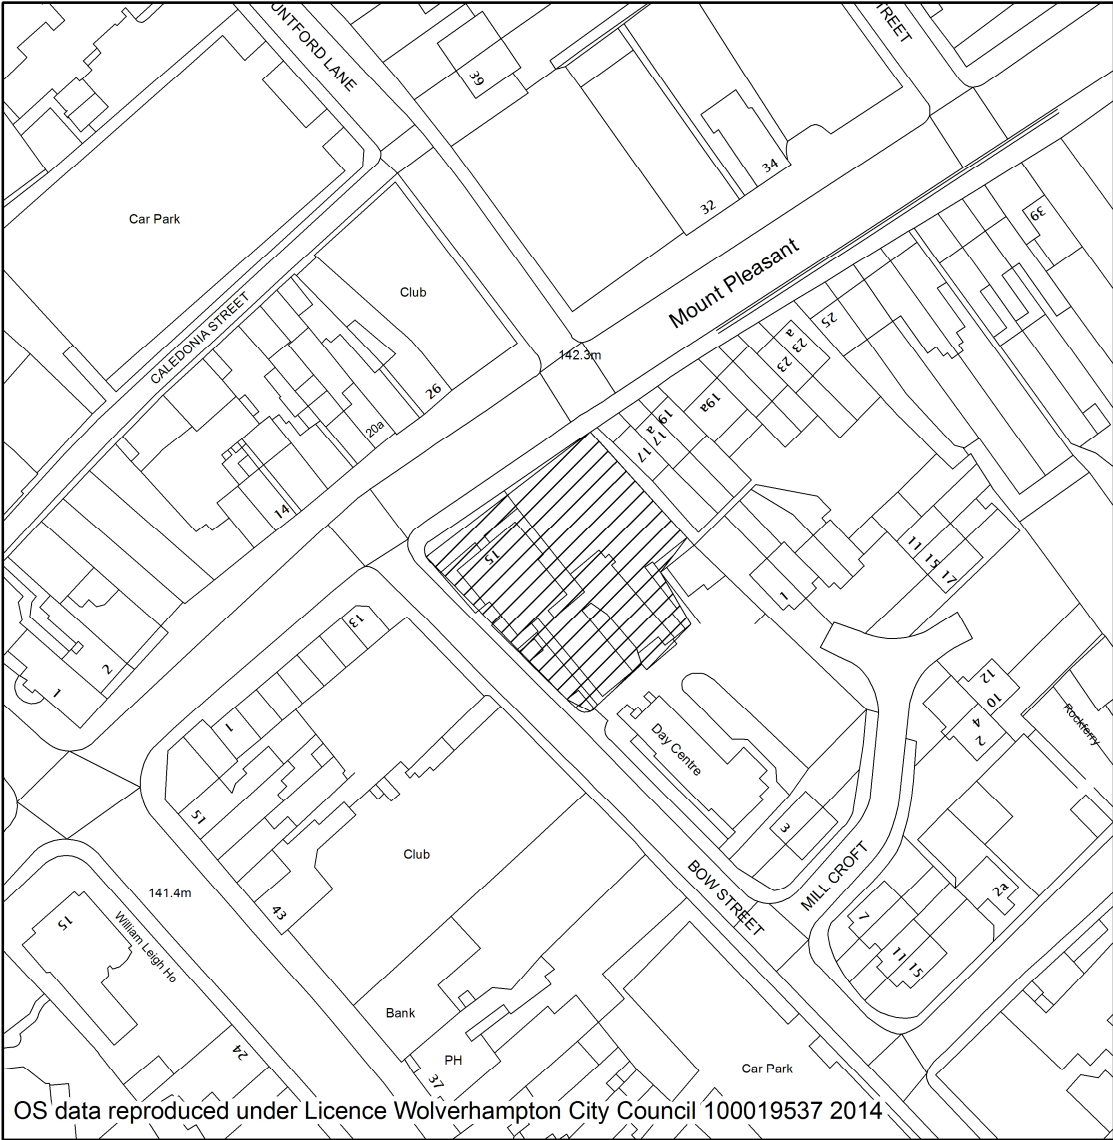 UNTFORD LANE
TREET
39
34
32
39
Car Park
Club
Mount Pleasant
CALEDONIA STREET
142.3m
25
23 a
23
26
20a
19a
19
17 a
17
14
15
11 15 17
1
13
2
1
12
10
4
2
Rockferry
1
Day Centre
51
3
Club
BOW STREET
MILL CROFT
141.4m
43
2a
15
William Leigh Ho
7
11 15
Bank
24
PH
37
Car Park
OS data reproduced under Licence Wolverhampton City Council 100019537 2014